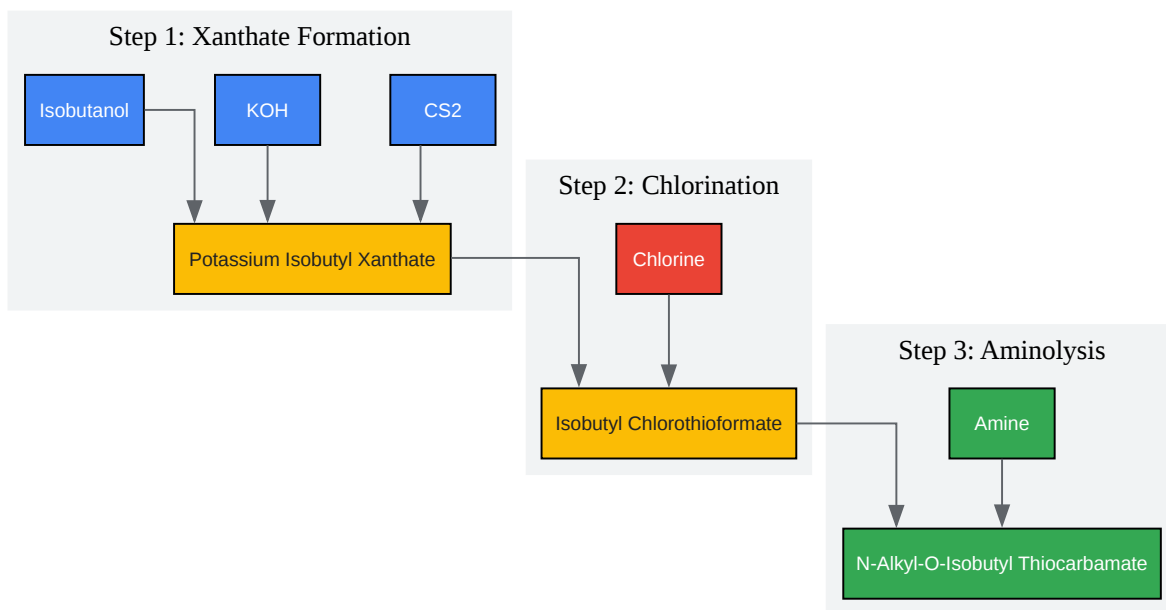 Step 1: Xanthate Formation
Isobutanol
KOH
CS2
Potassium Isobutyl Xanthate
Step 2: Chlorination
Chlorine
Isobutyl Chlorothioformate
Step 3: Aminolysis
Amine
N-Alkyl-O-Isobutyl Thiocarbamate